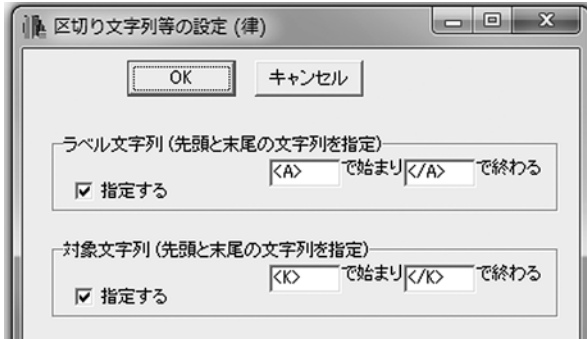 区切り文字列等の設定 (律)
OK キャンセル
ラベル文字列 (先頭と末尾の文字列を指定)
指定する <A> で始まり </A> で終わる
対象文字列 (先頭と末尾の文字列を指定)
指定する <K> で始まり </K> で終わる